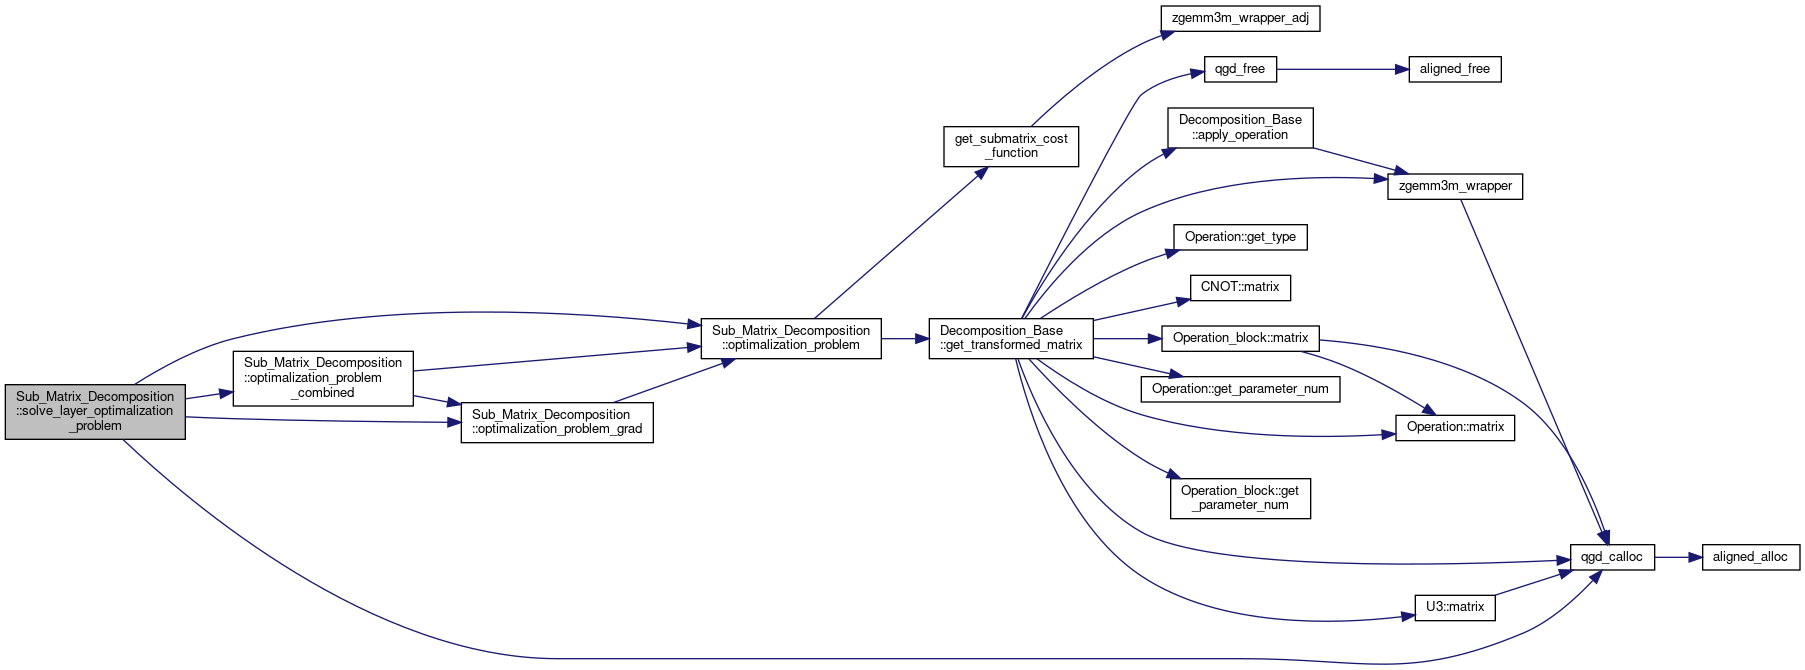 Sub_Matrix_Decomposition
::solve_layer_optimalization
_problem
Sub_Matrix_Decomposition
::optimalization_problem
_combined
Sub_Matrix_Decomposition
::optimalization_problem_grad
Sub_Matrix_Decomposition
::optimalization_problem
get_submatrix_cost
_function
Decomposition_Base
::get_transformed_matrix
zgemm3m_wrapper_adj
qgd_free
aligned_free
Decomposition_Base
::apply_operation
zgemm3m_wrapper
Operation::get_type
CNOT::matrix
Operation_block::matrix
Operation::get_parameter_num
Operation::matrix
Operation_block::get
_parameter_num
qgd_calloc
aligned_alloc
U3::matrix